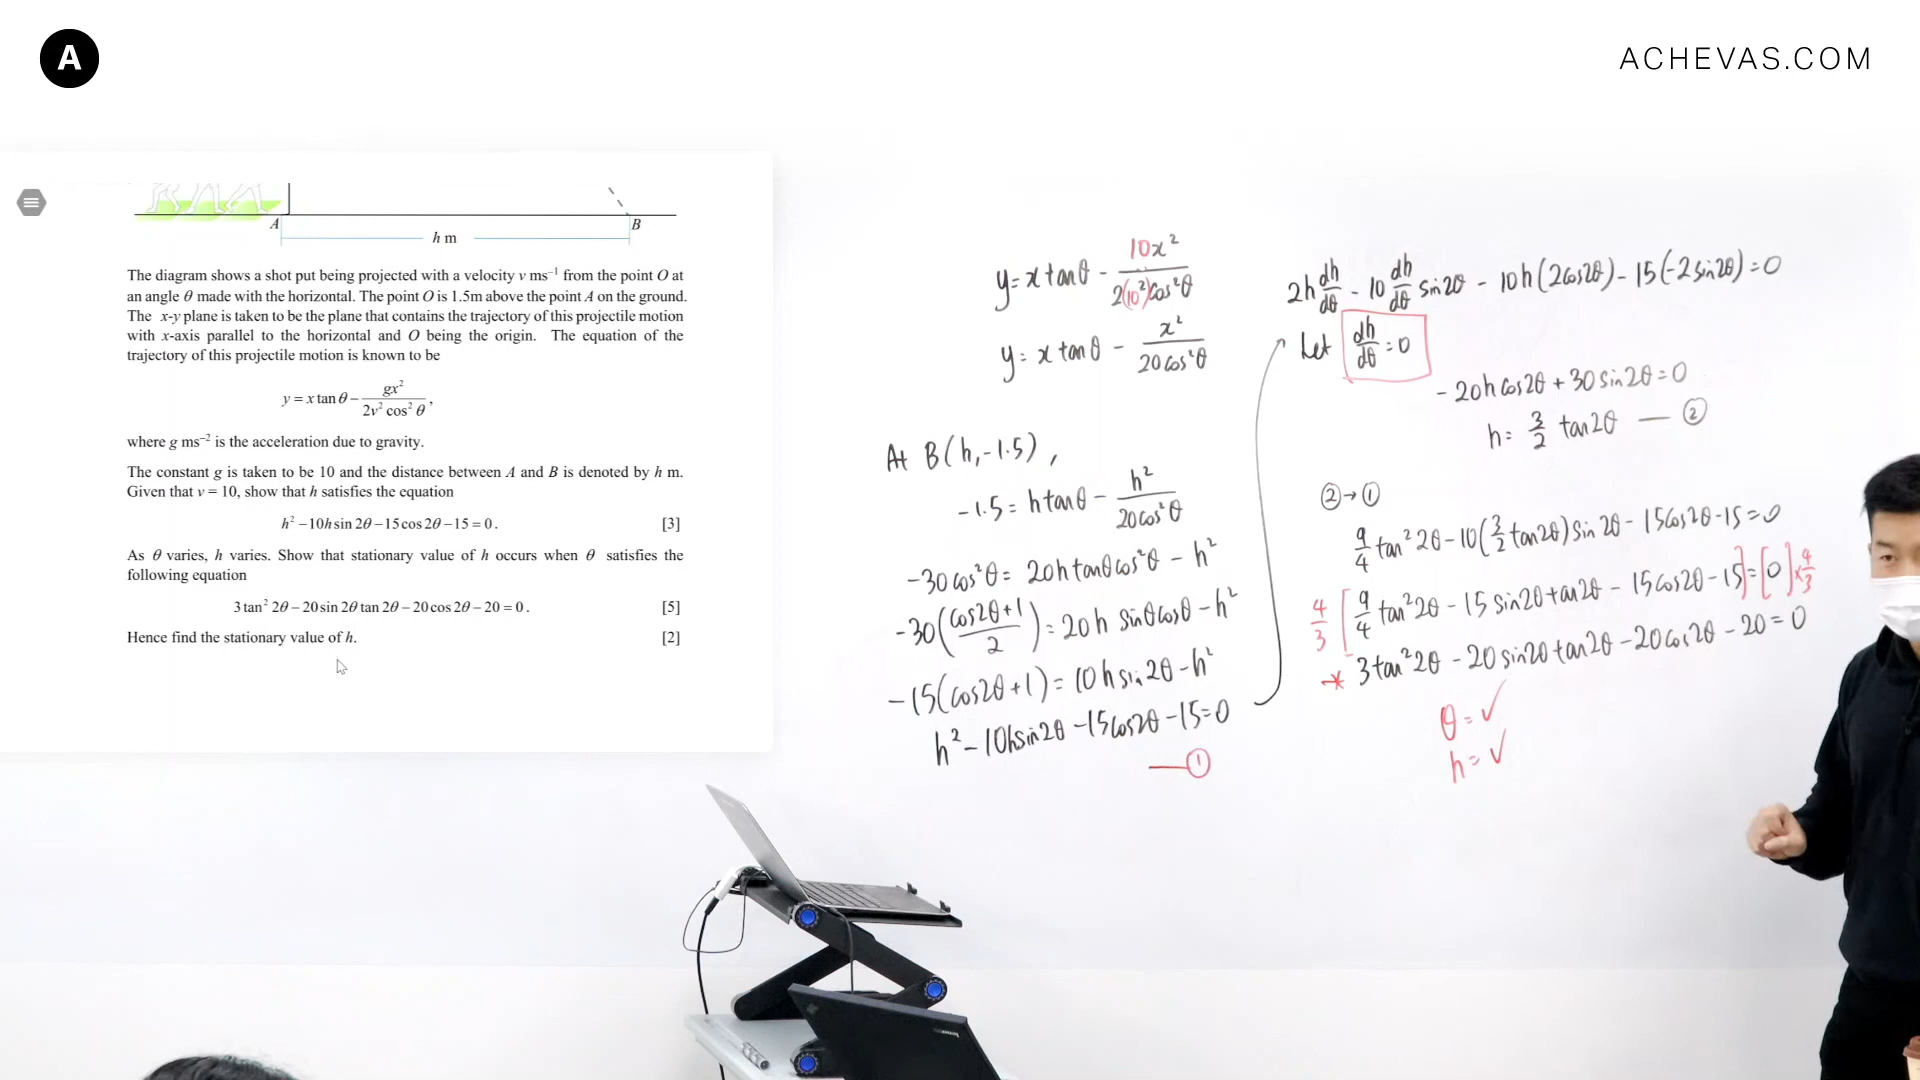 A
ACHEVAS.COM
A
B
h m
The diagram shows a shot put being projected with a velocity v ms⁻¹ from the point O at
an angle θ made with the horizontal. The point O is 1.5m above the point A on the ground.
The x-y plane is taken to be the plane that contains the trajectory of this projectile motion
with x-axis parallel to the horizontal and O being the origin. The equation of the
trajectory of this projectile motion is known to be
y = x tan θ − gx² / (2v² cos² θ),
where g ms⁻² is the acceleration due to gravity.
The constant g is taken to be 10 and the distance between A and B is denoted by h m.
Given that v = 10, show that h satisfies the equation
h² − 10h sin 2θ − 15 cos 2θ − 15 = 0. [3]
As θ varies, h varies. Show that stationary value of h occurs when θ satisfies the
following equation
3 tan² 2θ − 20 sin 2θ tan 2θ − 20 cos 2θ − 20 = 0. [5]
Hence find the stationary value of h. [2]
y = x tanθ − 10x² / 2(10²)cos²θ
y = x tanθ − x² / 20cos²θ
At B(h, -1.5),
-1.5 = h tanθ − h² / 20cos²θ
-30cos²θ = 20h tanθcos²θ − h²
-30((cos2θ+1)/2) = 20h sinθcosθ − h²
-15(cos2θ+1) = 10h sin2θ − h²
h² − 10hsin2θ − 15cos2θ − 15 = 0
— ①
2h dh/dθ − 10 dh/dθ sin2θ − 10h(2cos2θ) − 15(-2sin2θ) = 0
Let dh/dθ = 0
-20h cos2θ + 30sin2θ = 0
h = 3/2 tan2θ — ②
② → ①
9/4 tan²2θ − 10(3/2 tan2θ) sin2θ − 15cos2θ − 15 = 0
4/3 [9/4 tan²2θ − 15 sin2θtan2θ − 15cos2θ − 15] = [0] × 4/3
* 3tan²2θ − 20sin2θtan2θ − 20cos2θ − 20 = 0
θ = ✓
h = ✓